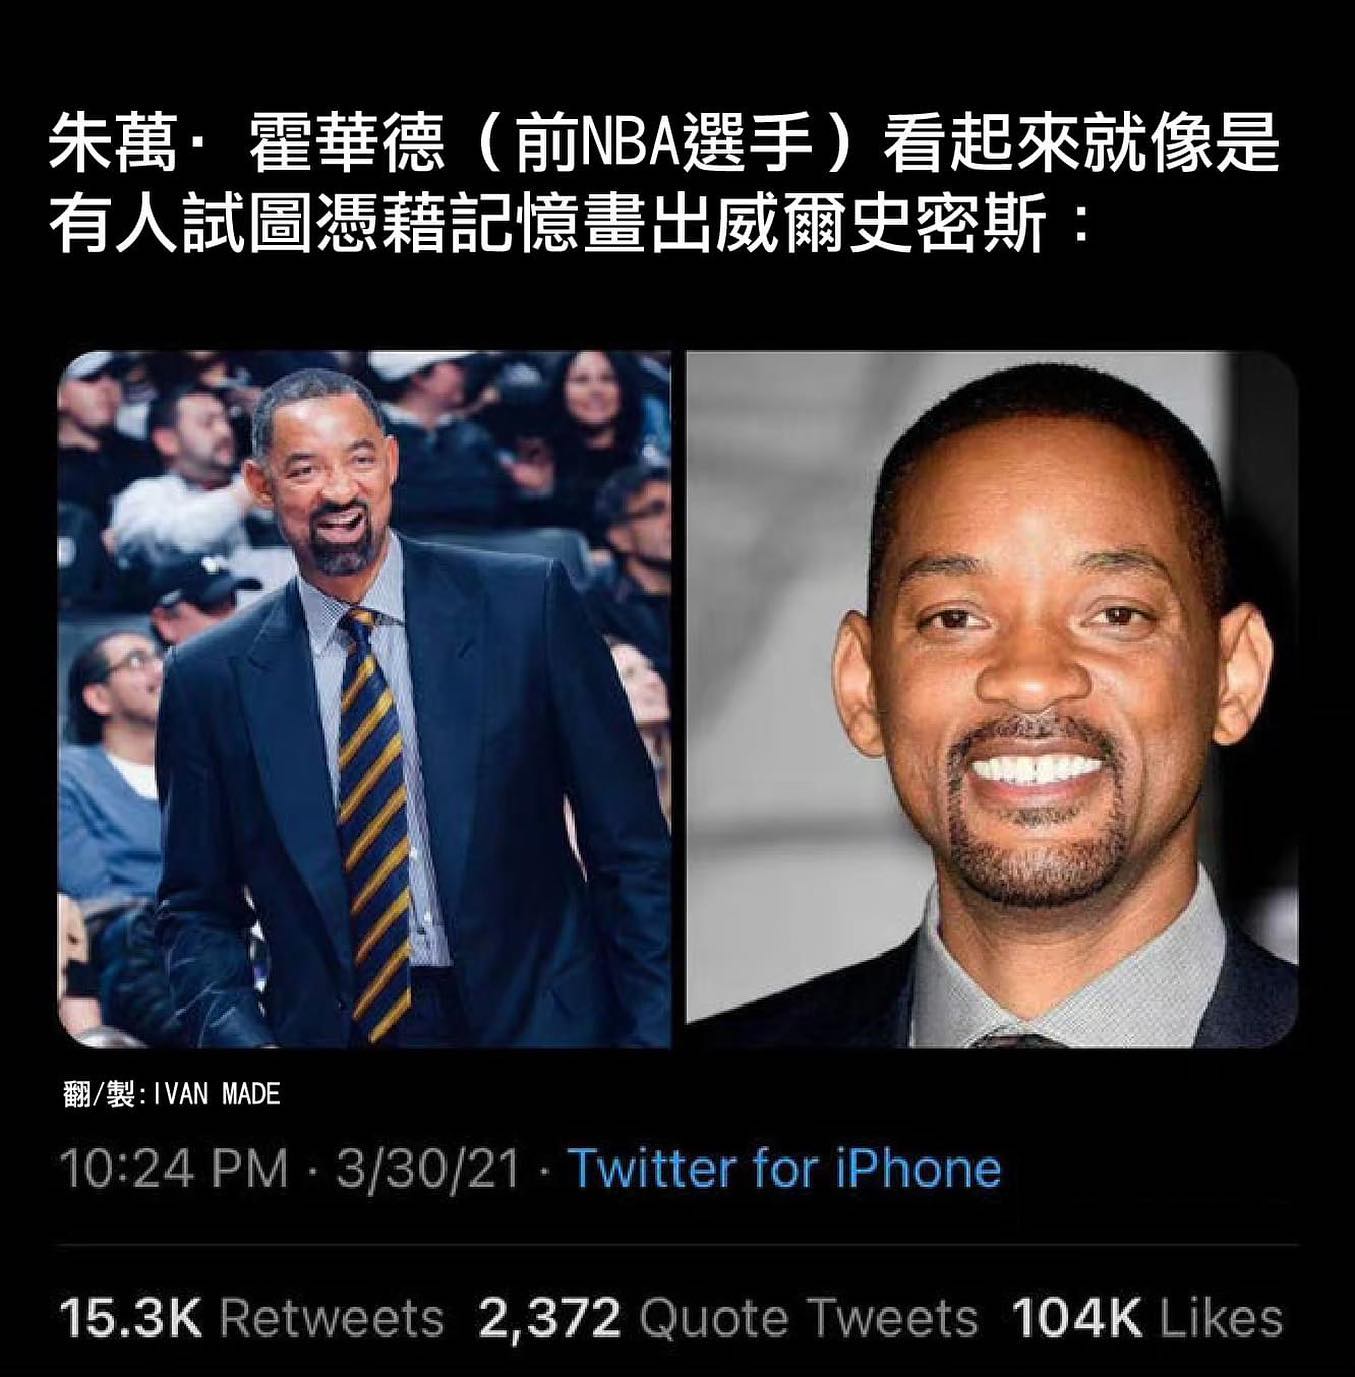 朱萬· 霍華德（前NBA選手）看起來就像是
有人試圖憑藉記憶畫出威爾史密斯：
翻/製:IVAN MADE
10:24 PM · 3/30/21 · Twitter for iPhone
15.3K Retweets 2,372 Quote Tweets 104K Likes